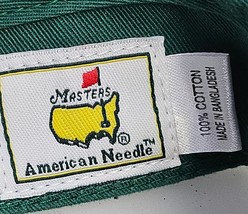 MASTERS
®
American Needle™
100% COTTON
MADE IN BANGLADESH